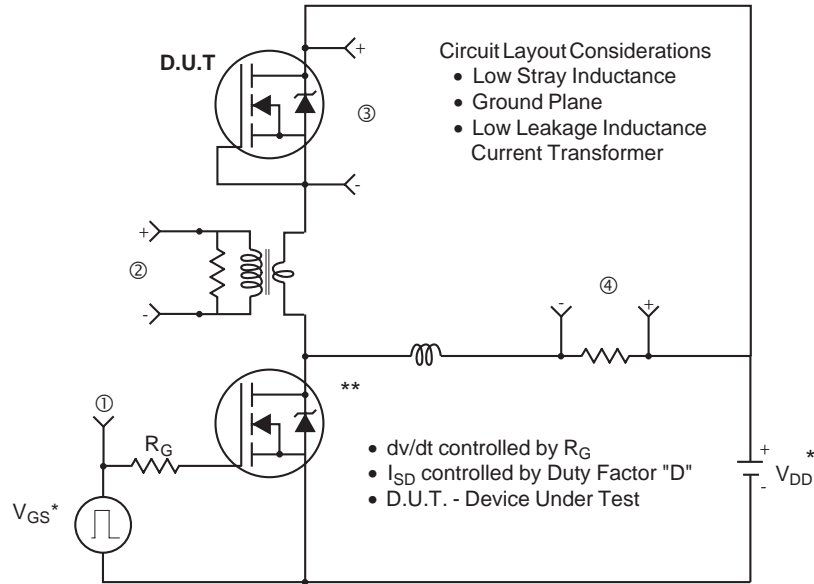 D.U.T
+
Circuit Layout Considerations
• Low Stray Inductance
• Ground Plane
• Low Leakage Inductance
Current Transformer
③
-
+
②
-
④
-
+
**
①
R_G
• dv/dt controlled by R_G
• I_SD controlled by Duty Factor "D"
• D.U.T. - Device Under Test
+
V_DD*
-
V_GS*